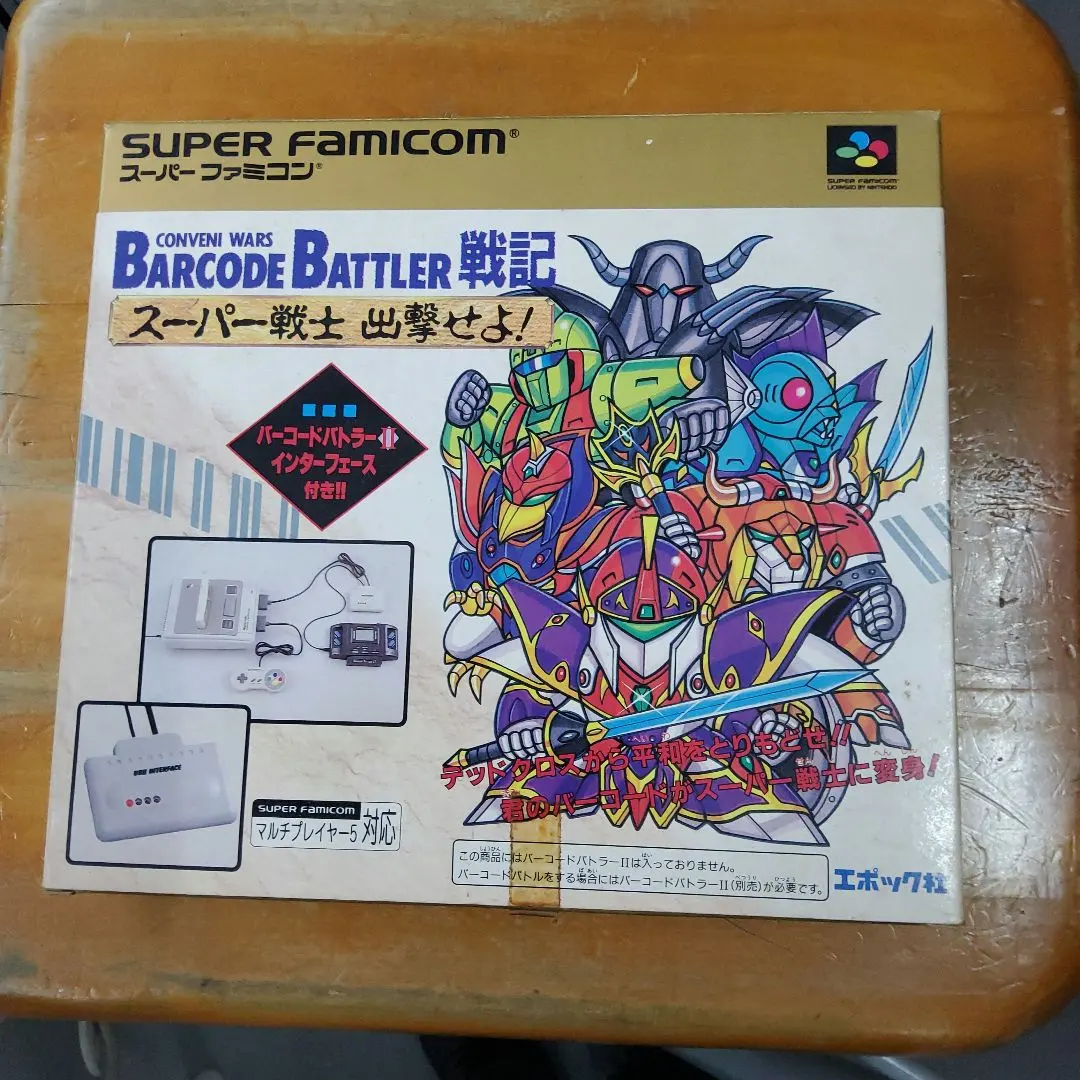 SUPER FAMICOM®
スーパーファミコン®
SUPER FAMICOM™
LICENSED BY NINTENDO
CONVENI WARS
BARCODE BATTLER 戦記
スーパー戦士 出撃せよ!
バーコードバトラーII
インターフェース
付き!!
BBII INTERFACE
SUPER FAMICOM
マルチプレイヤー5 対応
デッドクロスから平和をとりもどせ!!
君のバーコードがスーパー戦士に変身!
この商品にはバーコードバトラーIIは入っておりません。
バーコードバトルをする場合にはバーコードバトラーII(別売)が必要です。
エポック社